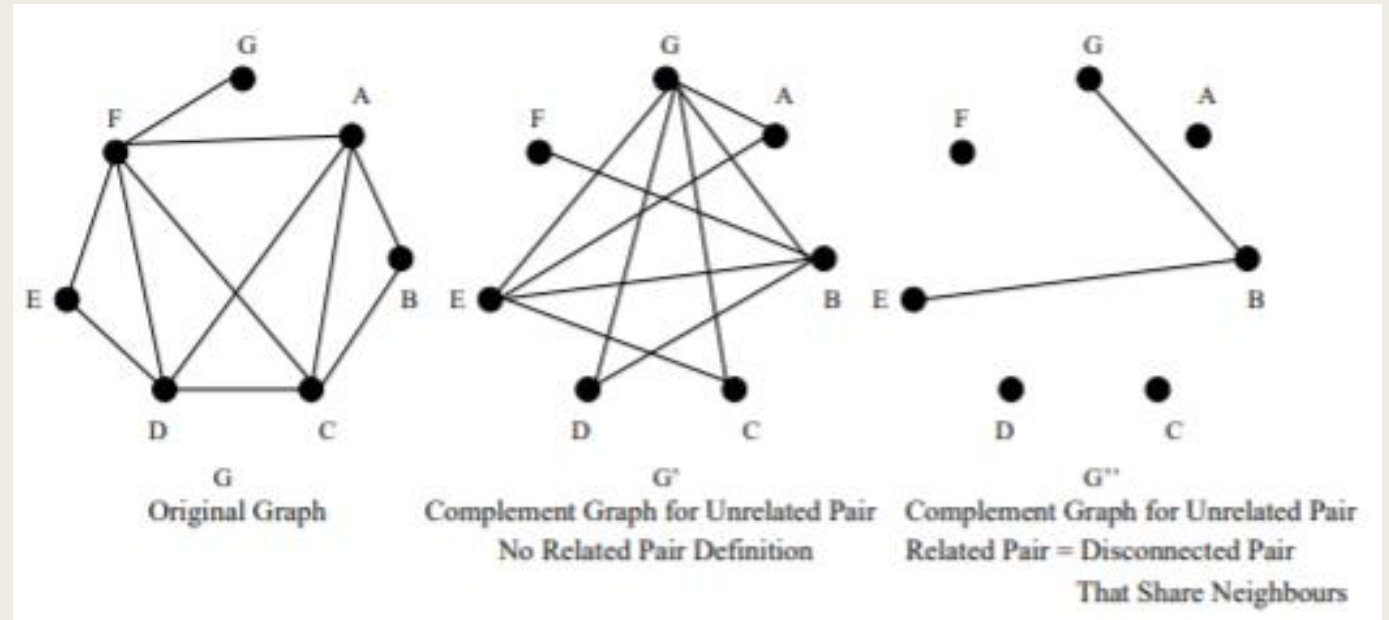 G
A
F
E
B
D
C
G
Original Graph
G
A
F
E
B
D
C
G`
Complement Graph for Unrelated Pair
No Related Pair Definition
G
A
F
E
B
D
C
G``
Complement Graph for Unrelated Pair
Related Pair = Disconnected Pair
That Share Neighbours